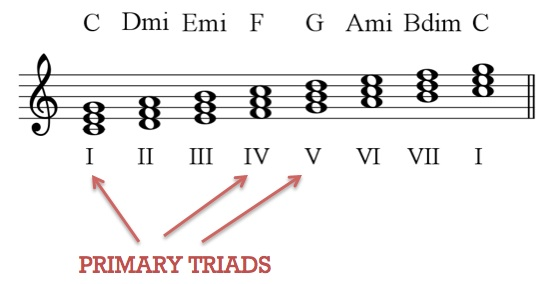 C Dmi Emi F G Ami Bdim C
I II III IV V VI VII I
PRIMARY TRIADS